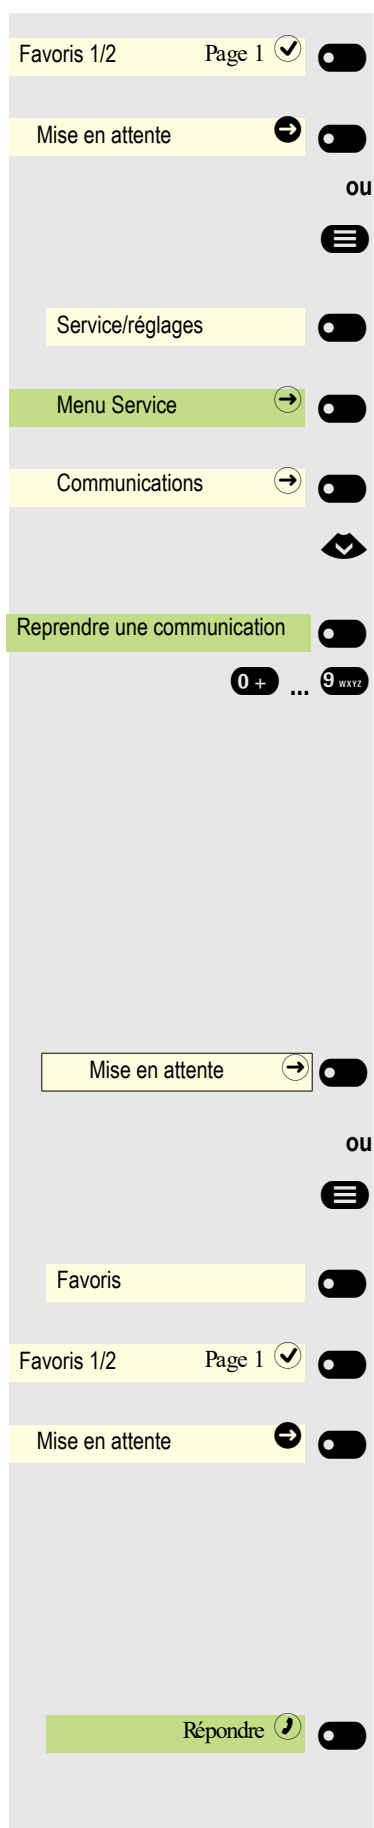 Favoris 1/2 Page 1
Mise en attente
ou
Service/réglages
Menu Service
Communications
Reprendre une communication
0 + ... 9 WXYZ
Mise en attente
ou
Favoris
Favoris 1/2 Page 1
Mise en attente
Répondre